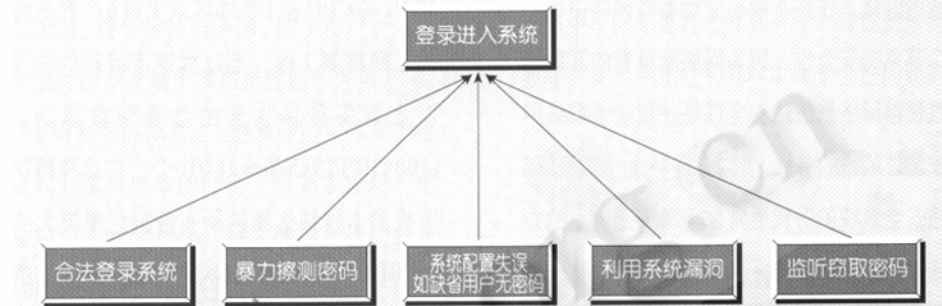 登录进入系统
合法登录系统
暴力擦测密码
系统配置失误
如缺省用户无密码
利用系统漏洞
监听窃取密码
rg.cn